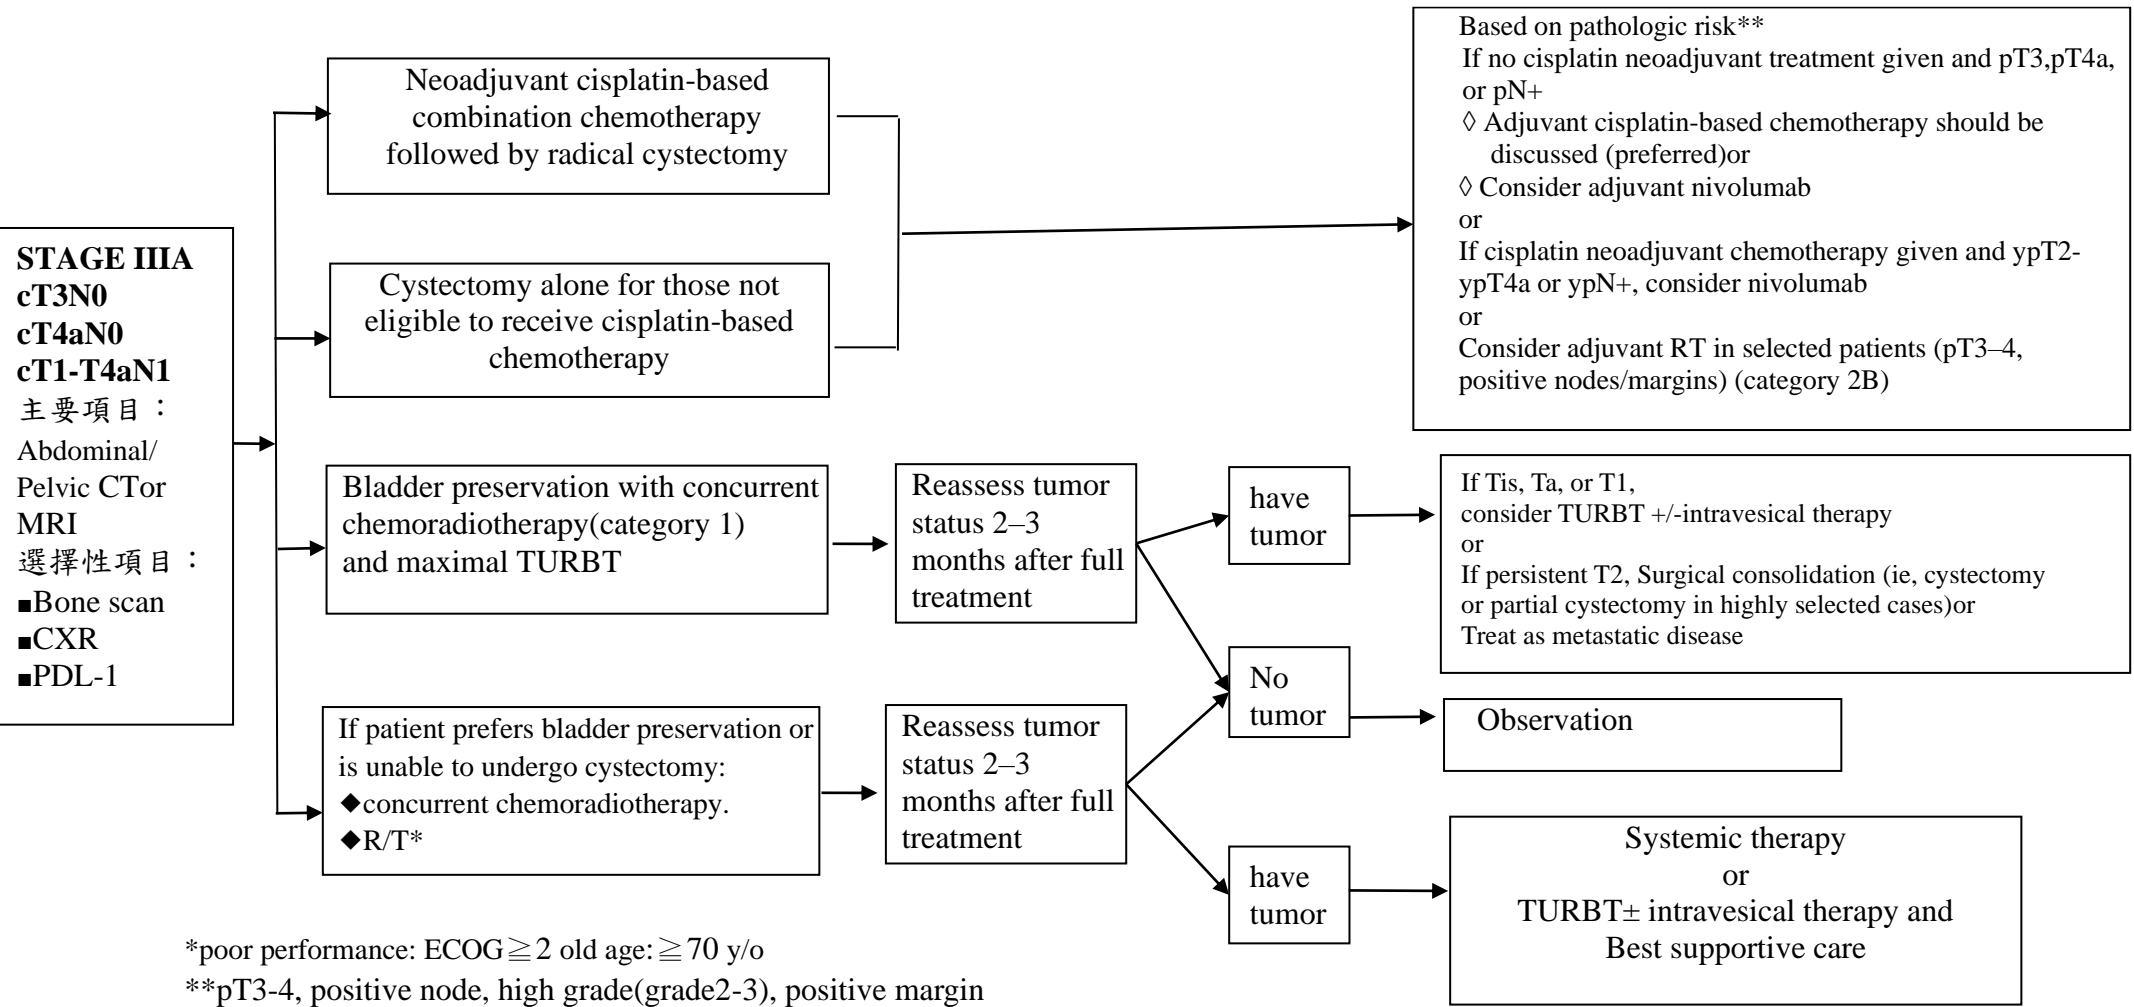 STAGE IIIA
cT3N0
cT4aN0
cT1-T4aN1
主要項目：
Abdominal/
Pelvic CTor
MRI
選擇性項目：
■Bone scan
■CXR
■PDL-1
Neoadjuvant cisplatin-based
combination chemotherapy
followed by radical cystectomy
Cystectomy alone for those not
eligible to receive cisplatin-based
chemotherapy
Based on pathologic risk**
If no cisplatin neoadjuvant treatment given and pT3,pT4a,
or pN+
◊ Adjuvant cisplatin-based chemotherapy should be
discussed (preferred)or
◊ Consider adjuvant nivolumab
or
If cisplatin neoadjuvant chemotherapy given and ypT2-
ypT4a or ypN+, consider nivolumab
or
Consider adjuvant RT in selected patients (pT3–4,
positive nodes/margins) (category 2B)
Bladder preservation with concurrent
chemoradiotherapy(category 1)
and maximal TURBT
Reassess tumor
status 2–3
months after full
treatment
have
tumor
If Tis, Ta, or T1,
consider TURBT +/-intravesical therapy
or
If persistent T2, Surgical consolidation (ie, cystectomy
or partial cystectomy in highly selected cases)or
Treat as metastatic disease
No
tumor
Observation
If patient prefers bladder preservation or
is unable to undergo cystectomy:
◆concurrent chemoradiotherapy.
◆R/T*
Reassess tumor
status 2–3
months after full
treatment
have
tumor
Systemic therapy
or
TURBT± intravesical therapy and
Best supportive care
*poor performance: ECOG≧2 old age:≧70 y/o
**pT3-4, positive node, high grade(grade2-3), positive margin